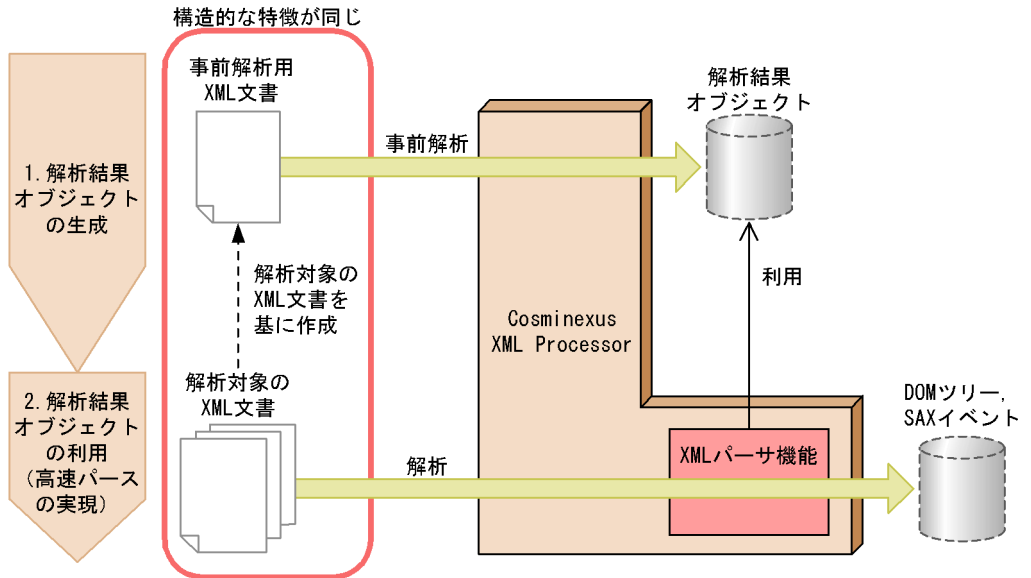 構造的な特徴が同じ
事前解析用
XML文書
解析結果
オブジェクト
事前解析
1.解析結果
オブジェクト
の生成
解析対象の
XML文書を
基に作成
利用
Cosminexus
XML Processor
解析対象の
XML文書
2.解析結果
オブジェクト
の利用
（高速パース
の実現）
DOMツリー,
SAXイベント
XMLパーサ機能
解析